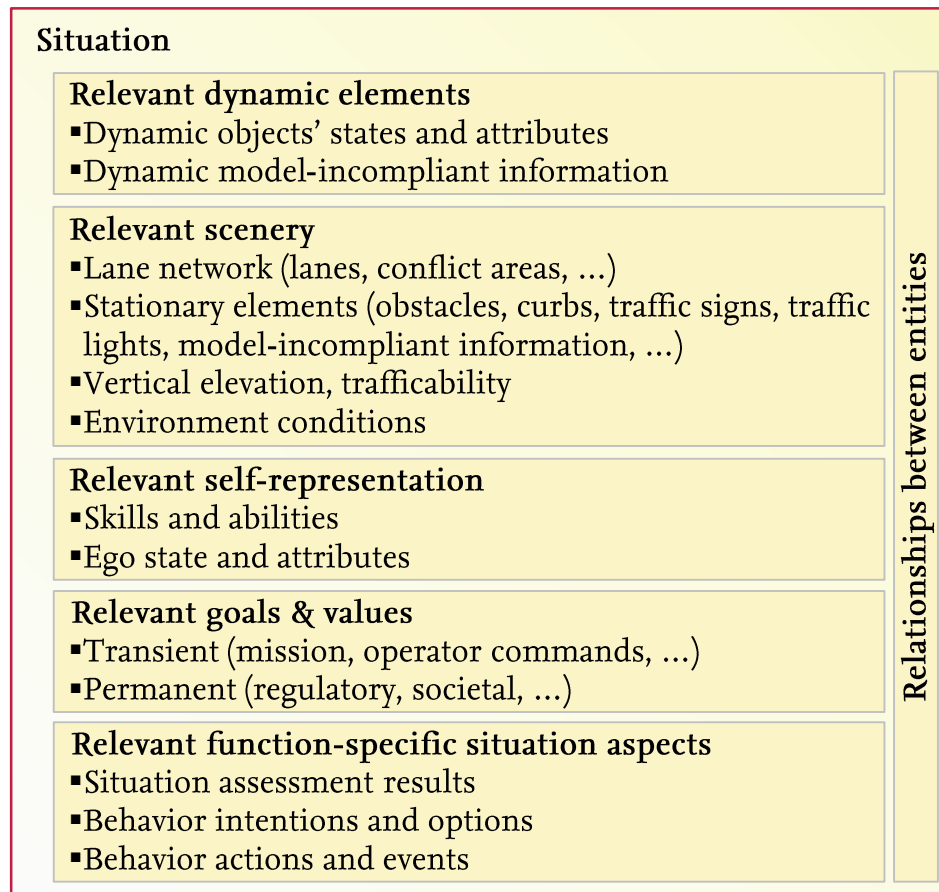 Situation
Relevant dynamic elements
▪Dynamic objects’ states and attributes
▪Dynamic model-incompliant information
Relevant scenery
▪Lane network (lanes, conflict areas, …)
▪Stationary elements (obstacles, curbs, traffic signs, traffic
lights, model-incompliant information, …)
▪Vertical elevation, trafficability
▪Environment conditions
Relevant self-representation
▪Skills and abilities
▪Ego state and attributes
Relevant goals & values
▪Transient (mission, operator commands, …)
▪Permanent (regulatory, societal, …)
Relevant function-specific situation aspects
▪Situation assessment results
▪Behavior intentions and options
▪Behavior actions and events
Relationships between entities